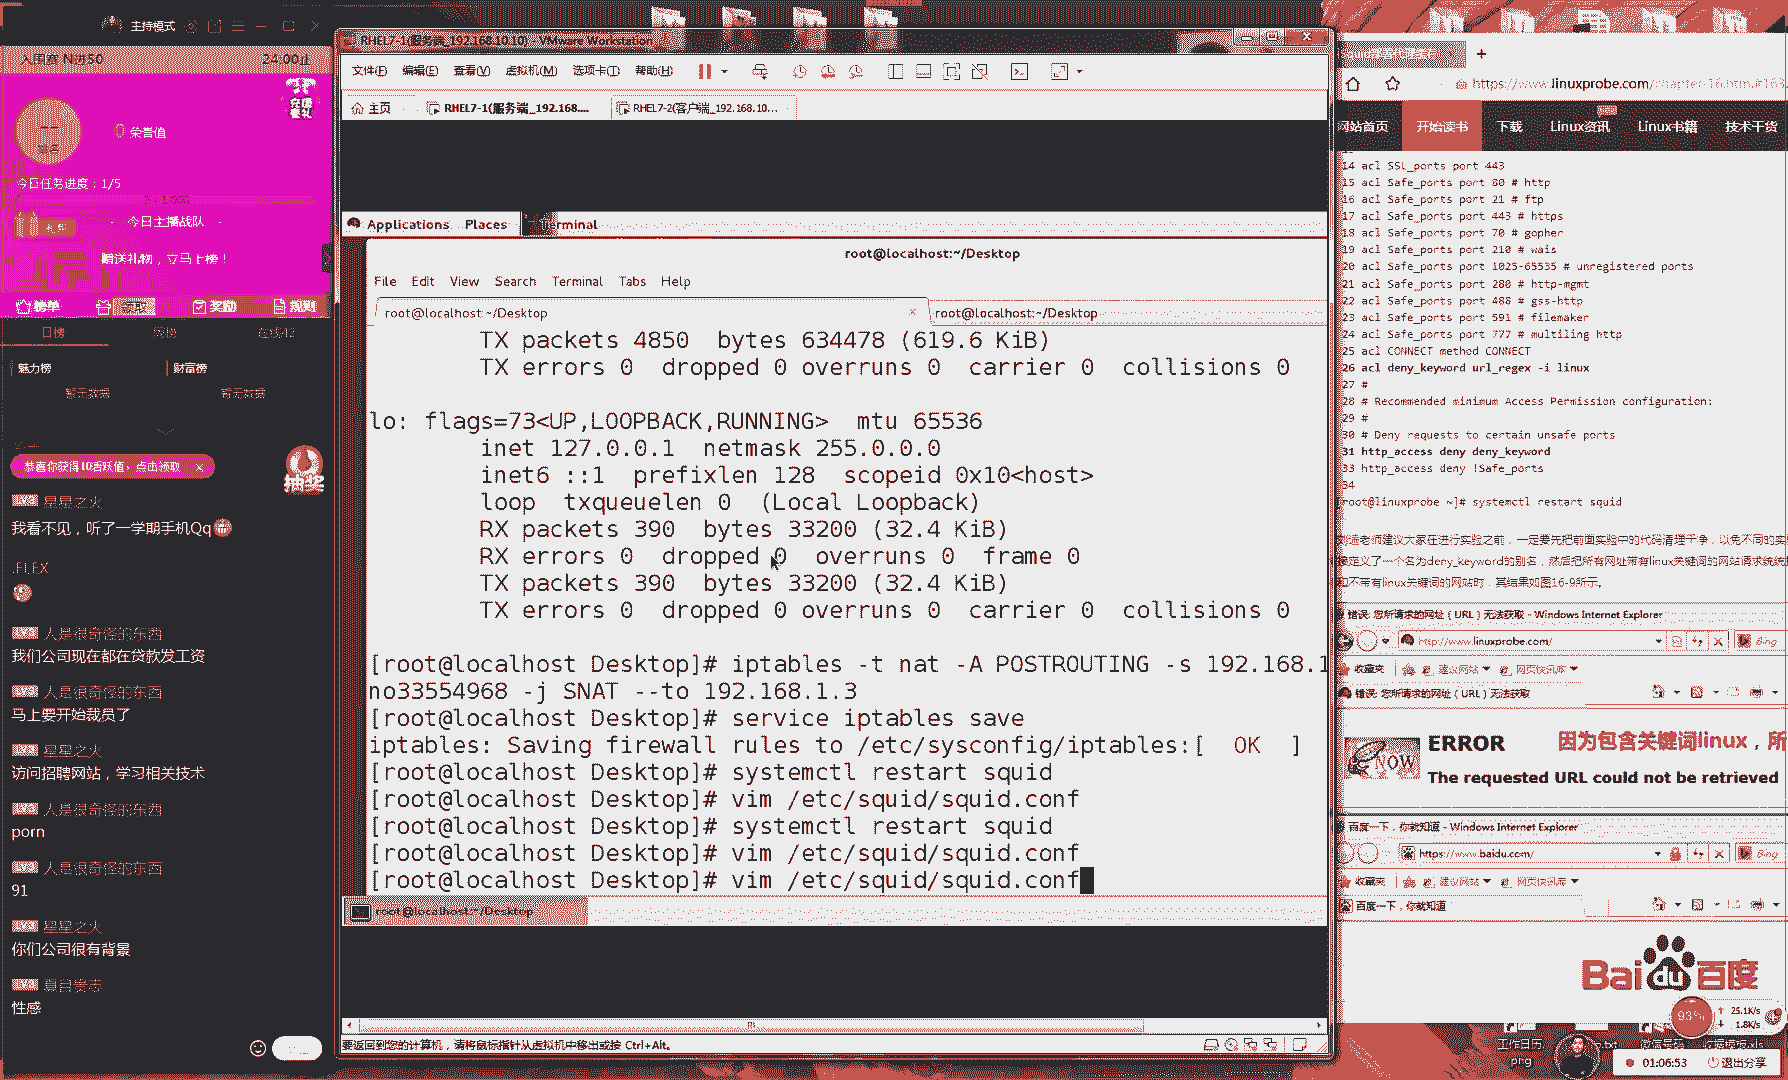 主持模式
入围赛 N进50
24:00止
0 荣誉值
今日任务进度：1/5
今日主播战队
赠送礼物，立马上榜！
榜单
奖励
规则
日榜
周榜
在线42
魅力榜
财富榜
暂无数据
暂无数据
恭喜你获得10活跃值，点击领取
抽奖
星星之火
我看不见，听了一学期手机Qq
.FLEX
人是很奇怪的东西
我们公司现在都在贷款发工资
人是很奇怪的东西
马上要开始裁员了
星星之火
访问招聘网站，学习相关技术
人是很奇怪的东西
porn
人是很奇怪的东西
91
星星之火
你们公司很有背景
夏目贵志
性感
RHEL7-1(服务端_192.168.10.10) - VMware Workstation
文件(F) 编辑(E) 查看(V) 虚拟机(M) 选项卡(T) 帮助(H)
主页
RHEL7-1(服务端_192.168....
RHEL7-2(客户端_192.168.10...
Applications Places Terminal
root@localhost:~/Desktop
File Edit View Search Terminal Tabs Help
root@localhost:~/Desktop
root@localhost:~/Desktop
TX packets 4850 bytes 634478 (619.6 KiB)
TX errors 0 dropped 0 overruns 0 carrier 0 collisions 0
lo: flags=73<UP,LOOPBACK,RUNNING> mtu 65536
inet 127.0.0.1 netmask 255.0.0.0
inet6 ::1 prefixlen 128 scopeid 0x10<host>
loop txqueuelen 0 (Local Loopback)
RX packets 390 bytes 33200 (32.4 KiB)
RX errors 0 dropped 0 overruns 0 frame 0
TX packets 390 bytes 33200 (32.4 KiB)
TX errors 0 dropped 0 overruns 0 carrier 0 collisions 0
[root@localhost Desktop]# iptables -t nat -A POSTROUTING -s 192.168.1
no33554968 -j SNAT --to 192.168.1.3
[root@localhost Desktop]# service iptables save
iptables: Saving firewall rules to /etc/sysconfig/iptables:[ OK ]
[root@localhost Desktop]# systemctl restart squid
[root@localhost Desktop]# vim /etc/squid/squid.conf
[root@localhost Desktop]# systemctl restart squid
[root@localhost Desktop]# vim /etc/squid/squid.conf
[root@localhost Desktop]# vim /etc/squid/squid.conf
root@localhost:~/Desktop
要返回到您的计算机，请将鼠标指针从虚拟机中移出或按 Ctrl+Alt。
https://www.linuxprobe.com/chapter-16.html#163
网站首页 开始读书 下载 Linux资讯 Linux书籍 技术干货
14 acl SSL_ports port 443
15 acl Safe_ports port 80 # http
16 acl Safe_ports port 21 # ftp
17 acl Safe_ports port 443 # https
18 acl Safe_ports port 70 # gopher
19 acl Safe_ports port 210 # wais
20 acl Safe_ports port 1025-65535 # unregistered ports
21 acl Safe_ports port 280 # http-mgmt
22 acl Safe_ports port 488 # gss-http
23 acl Safe_ports port 591 # filemaker
24 acl Safe_ports port 777 # multiling http
25 acl CONNECT method CONNECT
26 acl deny_keyword url_regex -i linux
27 #
28 # Recommended minimum Access Permission configuration:
29 #
30 # Deny requests to certain unsafe ports
31 http_access deny deny_keyword
33 http_access deny !Safe_ports
34
[root@linuxprobe ~]# systemctl restart squid
刘遄老师建议大家在进行实验之前，一定要先把前面实验中的代码清理干净，以免不同的实
接定义了一个名为deny_keyword的别名，然后把所有网址带有linux关键词的网站请求统统
和不带有linux关键词的网站时，其结果如图16-9所示。
错误: 您所请求的网址（URL）无法获取 - Windows Internet Explorer
http://www.linuxprobe.com/
Bing
收藏夹 建议网站 网页快讯库
错误: 您所请求的网址（URL）无法获取
NOW
ERROR
因为包含关键词linux，所
The requested URL could not be retrieved
百度一下，你就知道 - Windows Internet Explorer
https://www.baidu.com/
Bing
收藏夹 建议网站 网页快讯库
百度一下，你就知道
Bai du 百度
93%
25.1K/s
1.8K/s
工作日历.
png
01:06:53
退出分享